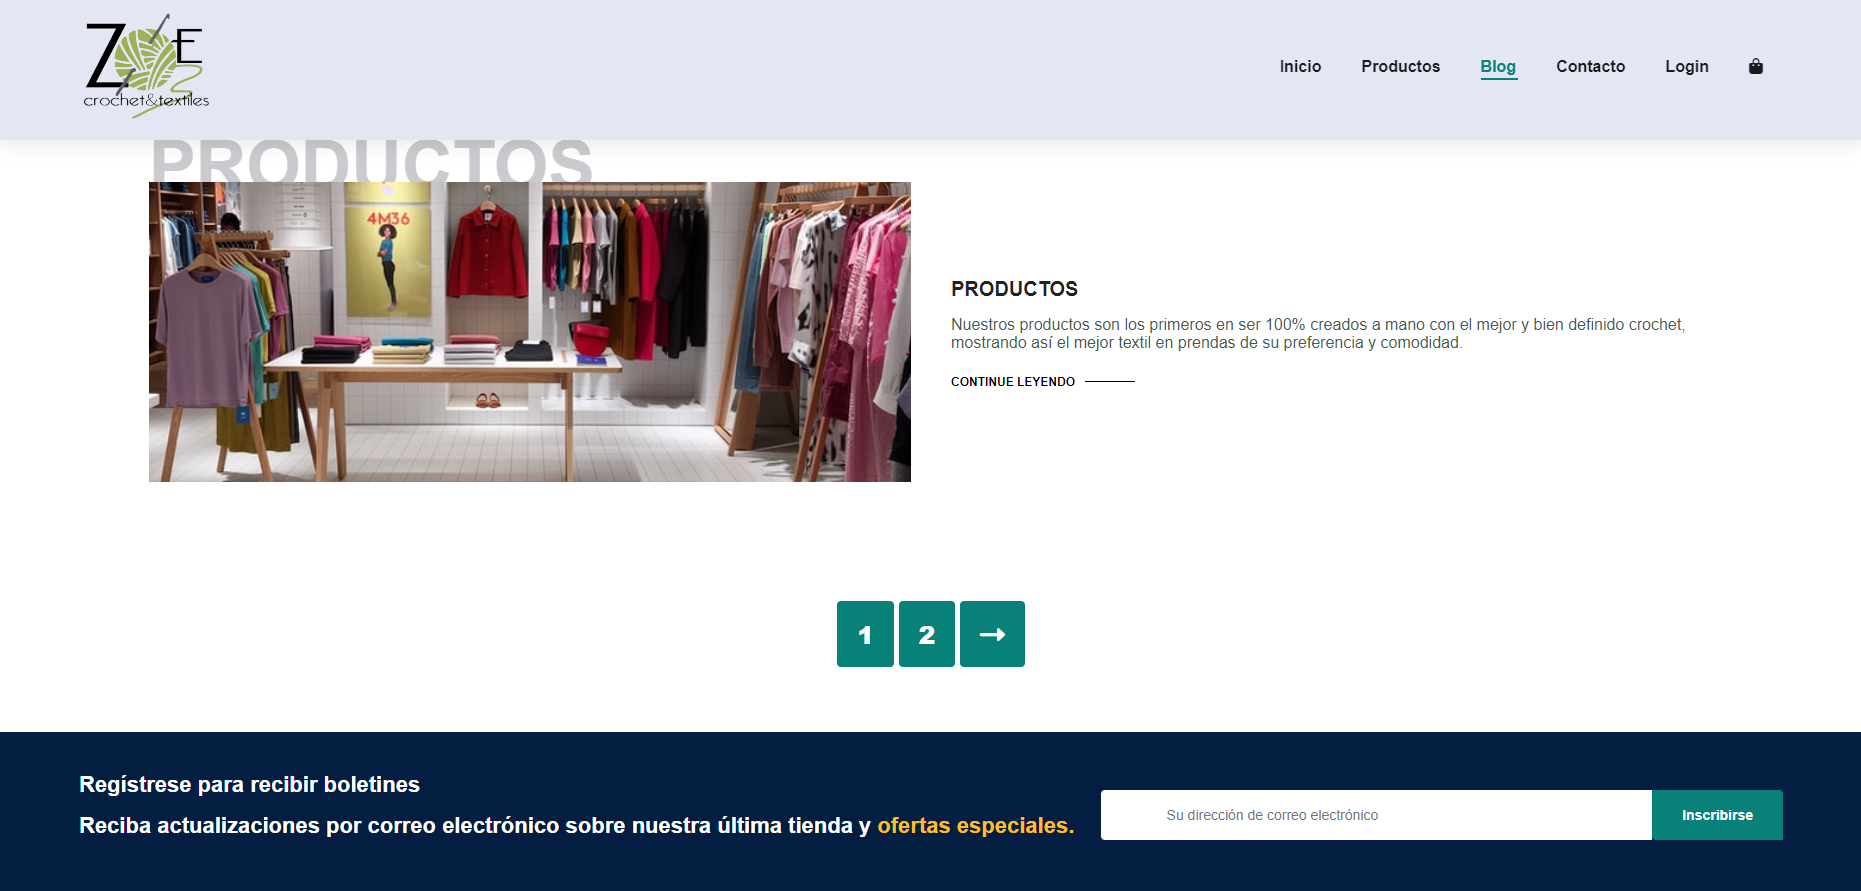 ZOE
crochet&textiles
Inicio
Productos
Blog
Contacto
Login
PRODUCTOS
4M36
PRODUCTOS
Nuestros productos son los primeros en ser 100% creados a mano con el mejor y bien definido crochet,
mostrando así el mejor textil en prendas de su preferencia y comodidad.
CONTINUE LEYENDO
1
2
Regístrese para recibir boletines
Reciba actualizaciones por correo electrónico sobre nuestra última tienda y ofertas especiales.
Su dirección de correo electrónico
Inscribirse